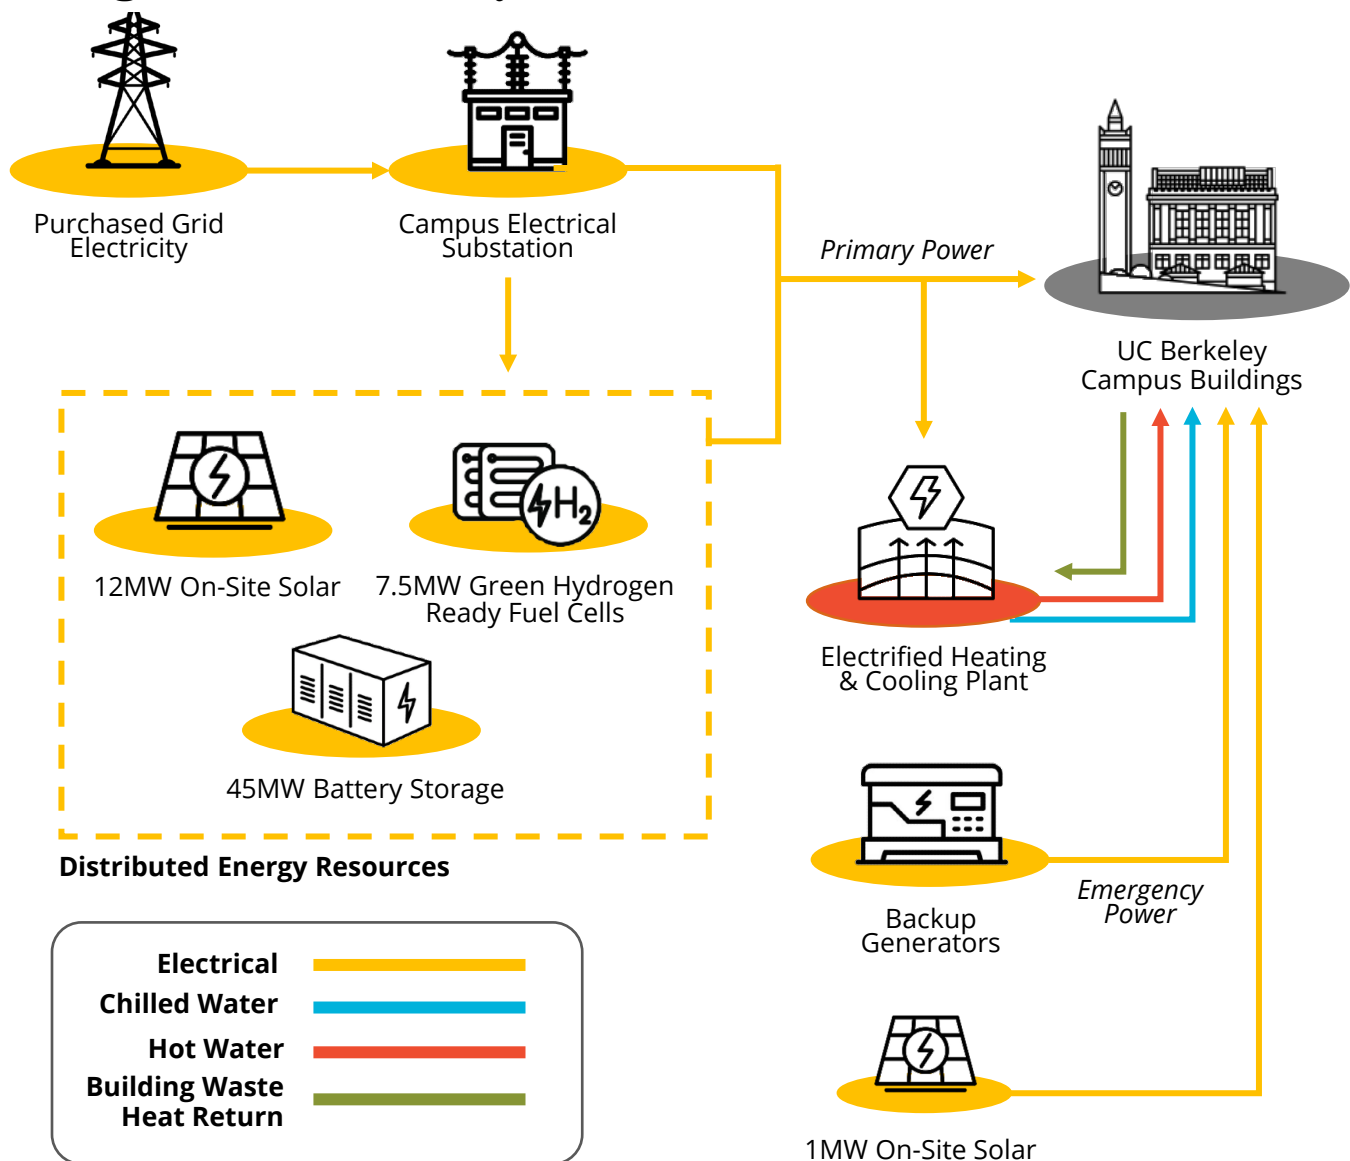 Purchased Grid
Electricity
Campus Electrical
Substation
Primary Power
UC Berkeley
Campus Buildings
12MW On-Site Solar
7.5MW Green Hydrogen
Ready Fuel Cells
H2
45MW Battery Storage
Distributed Energy Resources
Electrified Heating
& Cooling Plant
Backup
Generators
Emergency
Power
1MW On-Site Solar
Electrical
Chilled Water
Hot Water
Building Waste
Heat Return